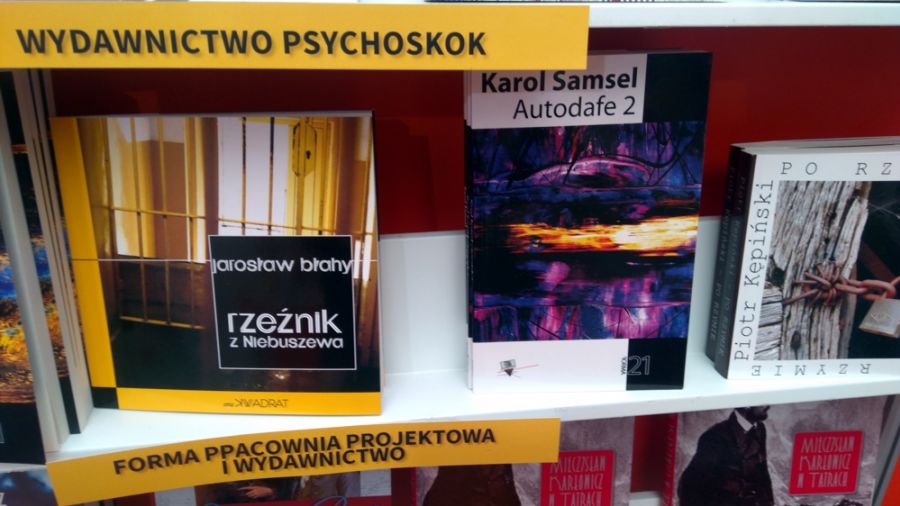 WYDAWNICTWO PSYCHOSKOK
Karol Samsel
Autodafe 2
21
jarosław błahy
rzeźnik
z Niebuszewa
KWADRAT
PO RZ
Piotr Kępiński
RZYMIE
FORMA PPACOWNIA PROJEKTOWA
I WYDAWNICTWO
MIECZYSŁAW
KARŁOWICZ
W TATRACH
MIECZYSŁAW
KARŁOWICZ
W TATRACH